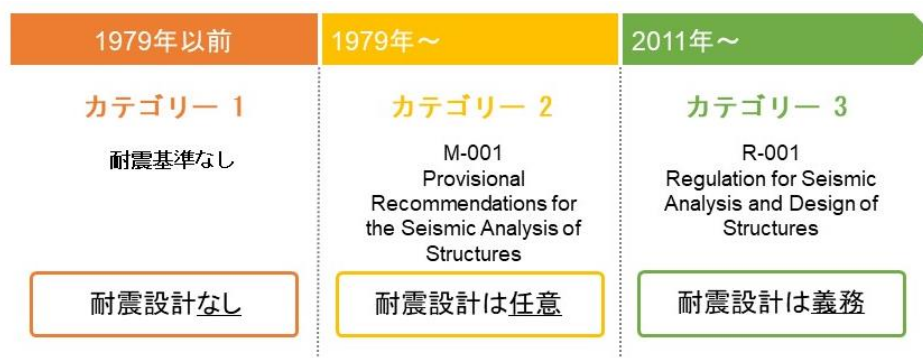 1979年以前
1979年～
2011年～
カテゴリー 1
カテゴリー 2
カテゴリー 3
耐震基準なし
M-001
Provisional
Recommendations for
the Seismic Analysis of
Structures
R-001
Regulation for Seismic
Analysis and Design of
Structures
耐震設計なし
耐震設計は任意
耐震設計は義務